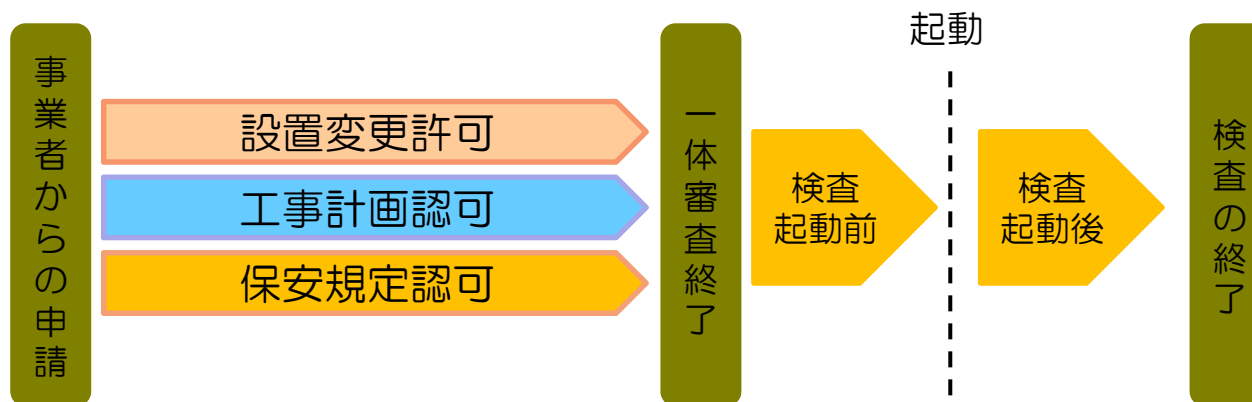 事業者からの申請
設置変更許可
工事計画認可
保安規定認可
一体審査終了
検査
起動前
起動
検査
起動後
検査の終了